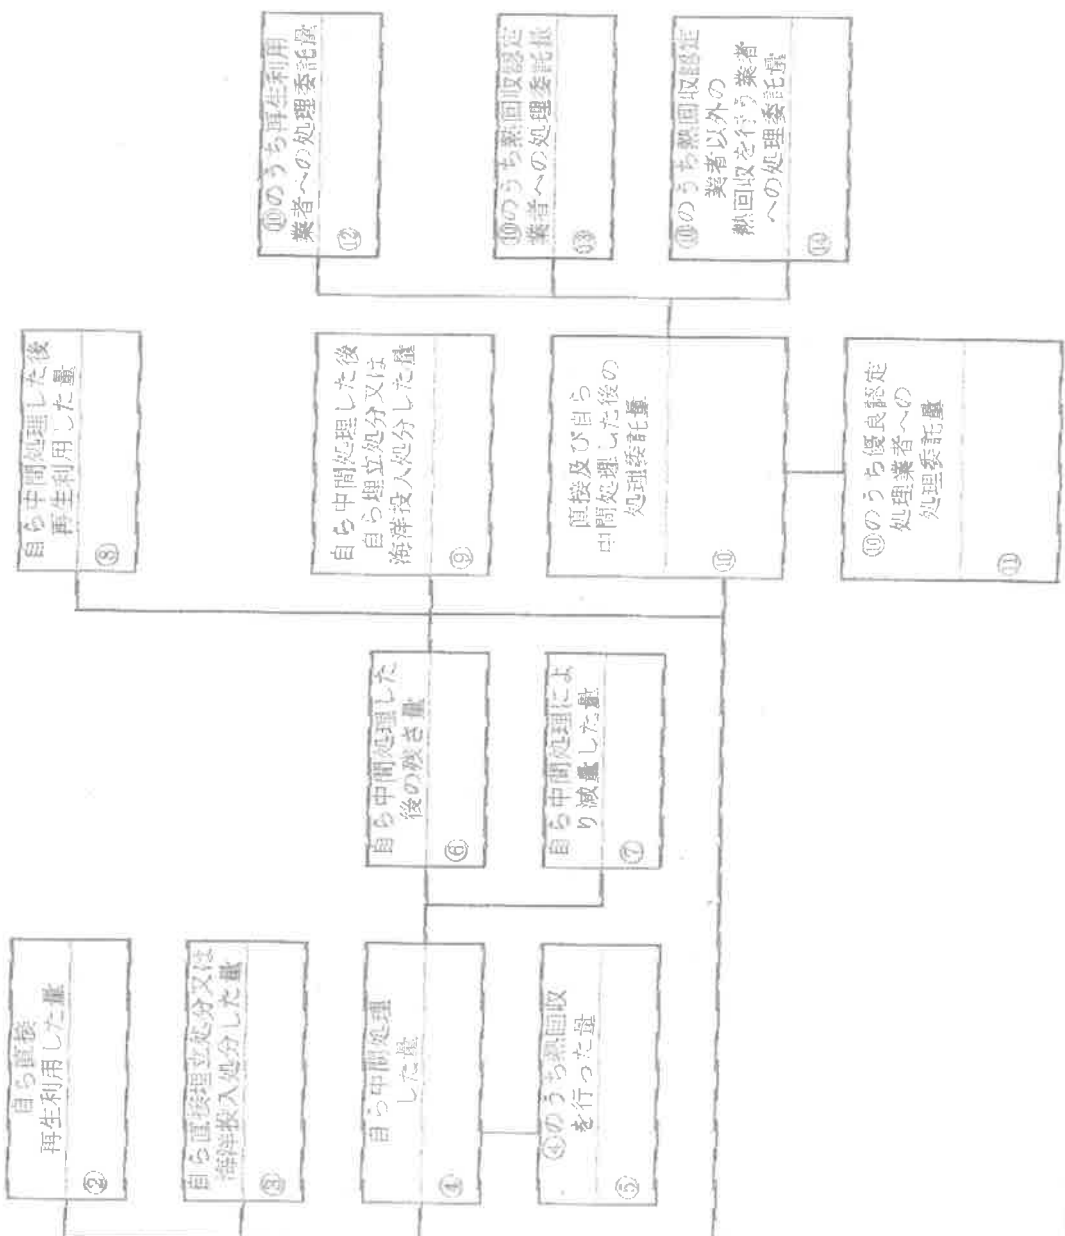 自ら直接
再生利用した量
②
自ら直接埋立処分又は
海洋投入処分した量
③
自ら中間処理
した量
④
④のうち熱回収
を行った量
⑤
自ら中間処理した
後の残さ量
⑥
自ら中間処理によ
り減量した量
⑦
自ら中間処理した後
再生利用した量
⑧
自ら中間処理した後
自ら埋立処分又は
海洋投入処分した量
⑨
直接及び自ら
中間処理した後の
処理委託量
⑩
⑩のうち優良認定
処理業者への
処理委託量
⑪
⑩のうち再生利用
業者への処理委託量
⑫
⑩のうち熱回収認定
業者への処理委託量
⑬
⑩のうち熱回収認定
業者以外の
熱回収を行う業者
への処理委託量
⑭